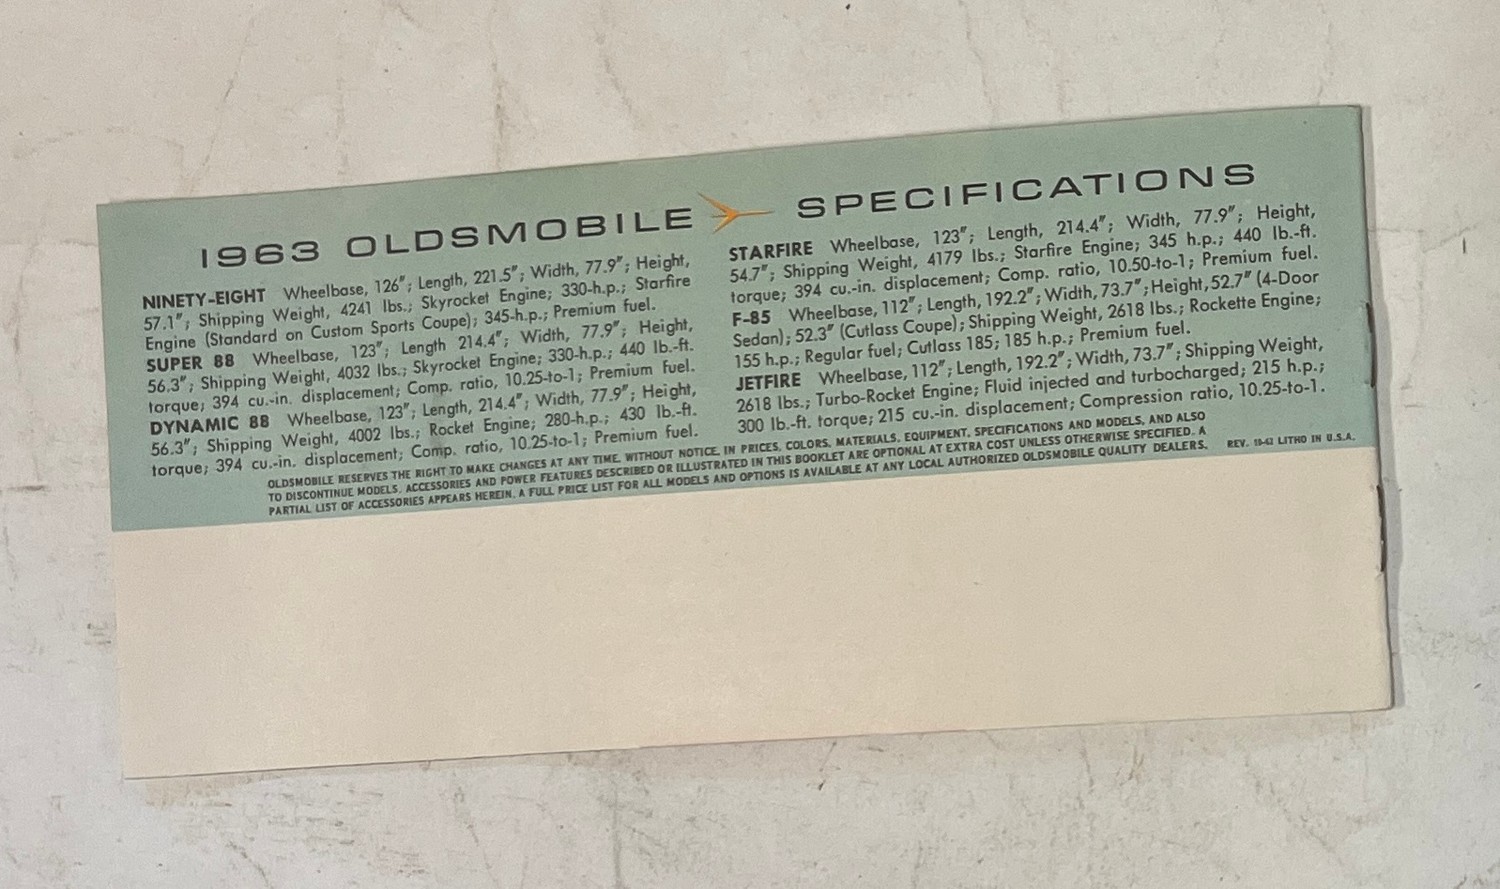 1963 OLDSMOBILE SPECIFICATIONS
NINETY-EIGHT Wheelbase, 126"; Length, 221.5"; Width, 77.9"; Height,
57.1"; Shipping Weight, 4241 lbs.; Skyrocket Engine; 330-h.p.; Starfire
Engine (Standard on Custom Sports Coupe); 345-h.p.; Premium fuel.
SUPER 88 Wheelbase, 123"; Length 214.4"; Width, 77.9"; Height,
56.3"; Shipping Weight, 4032 lbs.; Skyrocket Engine; 330-h.p.; 440 lb.-ft.
torque; 394 cu.-in. displacement; Comp. ratio, 10.25-to-1; Premium fuel.
DYNAMIC 88 Wheelbase, 123"; Length, 214.4"; Width, 77.9"; Height,
56.3"; Shipping Weight, 4002 lbs.; Rocket Engine; 280-h.p.; 430 lb.-ft.
torque; 394 cu.-in. displacement; Comp. ratio, 10.25-to-1; Premium fuel.
STARFIRE Wheelbase, 123"; Length, 214.4"; Width, 77.9"; Height,
54.7"; Shipping Weight, 4179 lbs.; Starfire Engine; 345 h.p.; 440 lb.-ft.
torque; 394 cu.-in. displacement; Comp. ratio, 10.50-to-1; Premium fuel.
F-85 Wheelbase, 112"; Length, 192.2"; Width, 73.7"; Height, 52.7" (4-Door
Sedan); 52.3" (Cutlass Coupe); Shipping Weight, 2618 lbs.; Rockette Engine;
155 h.p.; Regular fuel; Cutlass 185; 185 h.p.; Premium fuel.
JETFIRE Wheelbase, 112"; Length, 192.2"; Width, 73.7"; Shipping Weight,
2618 lbs.; Turbo-Rocket Engine; Fluid injected and turbocharged; 215 h.p.;
300 lb.-ft. torque; 215 cu.-in. displacement; Compression ratio, 10.25-to-1.
OLDSMOBILE RESERVES THE RIGHT TO MAKE CHANGES AT ANY TIME, WITHOUT NOTICE, IN PRICES, COLORS, MATERIALS, EQUIPMENT, SPECIFICATIONS AND MODELS, AND ALSO
TO DISCONTINUE MODELS. ACCESSORIES AND POWER FEATURES DESCRIBED OR ILLUSTRATED IN THIS BOOKLET ARE OPTIONAL AT EXTRA COST UNLESS OTHERWISE SPECIFIED. A
PARTIAL LIST OF ACCESSORIES APPEARS HEREIN. A FULL PRICE LIST FOR ALL MODELS AND OPTIONS IS AVAILABLE AT ANY LOCAL AUTHORIZED OLDSMOBILE QUALITY DEALERS.
REV. LITHO IN U.S.A.